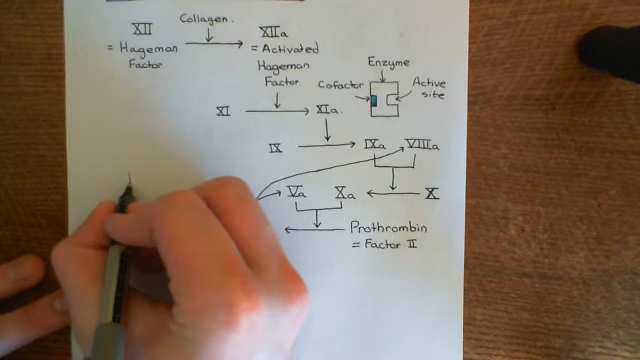 XII
= Hageman
Factor
Collagen.
XIIa
= Activated
Hageman
Factor
Enzyme
Cofactor
Active
site
XI
XIa.
IX
IXa
VIIIa
Va
Xa
X
Prothrombin
= Factor II